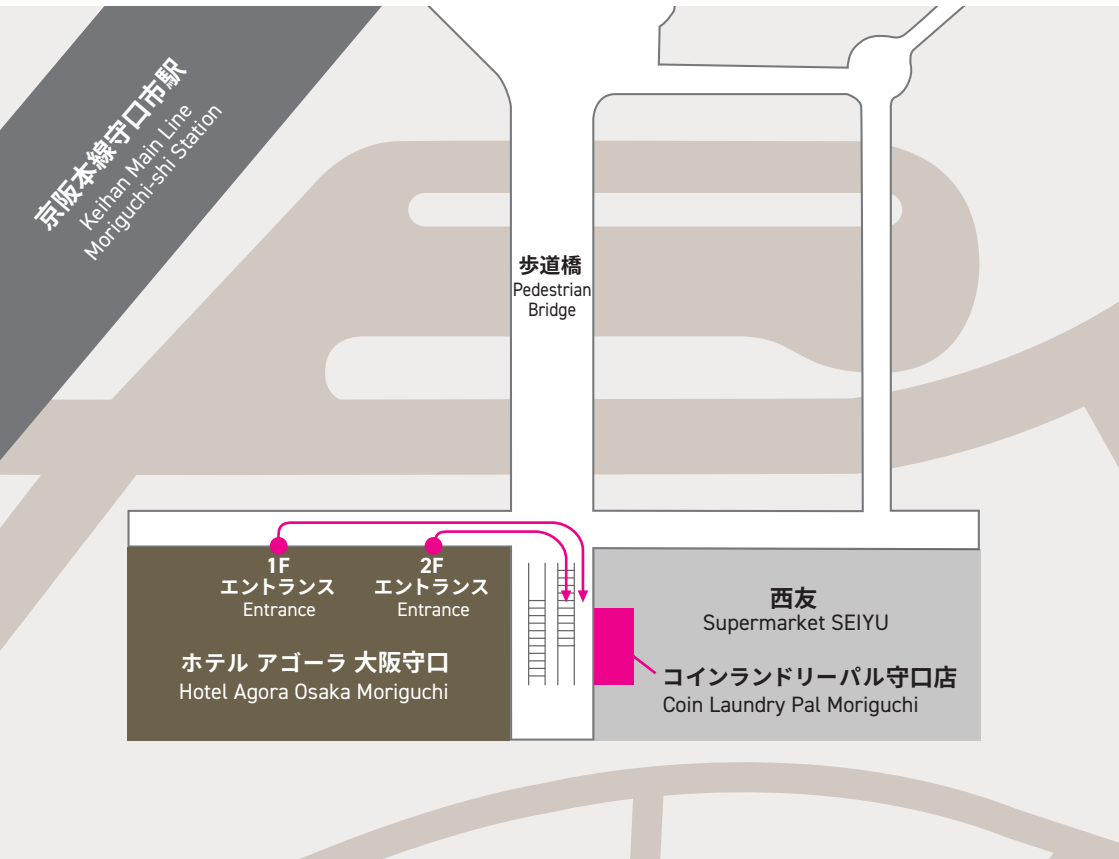 京阪本線守口市駅
Keihan Main Line
Moriguchi-shi Station
歩道橋
Pedestrian
Bridge
1F
エントランス
Entrance
2F
エントランス
Entrance
ホテル アゴーラ 大阪守口
Hotel Agora Osaka Moriguchi
西友
Supermarket SEIYU
コインランドリーパル守口店
Coin Laundry Pal Moriguchi